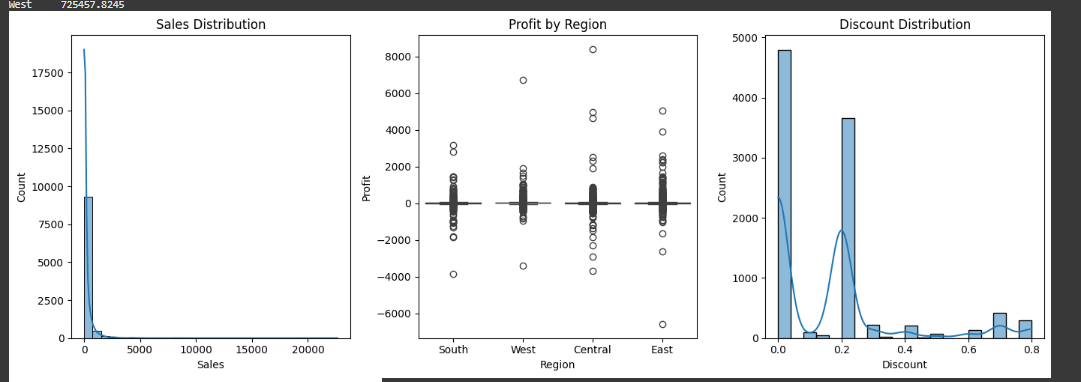 West 725457.8245
Sales Distribution
17500
15000
12500
10000
7500
5000
2500
0
Count
0 5000 10000 15000 20000
Sales
Profit by Region
8000
6000
4000
2000
0
−2000
−4000
−6000
Profit
South West Central East
Region
Discount Distribution
5000
4000
3000
2000
1000
0
Count
0.0 0.2 0.4 0.6 0.8
Discount